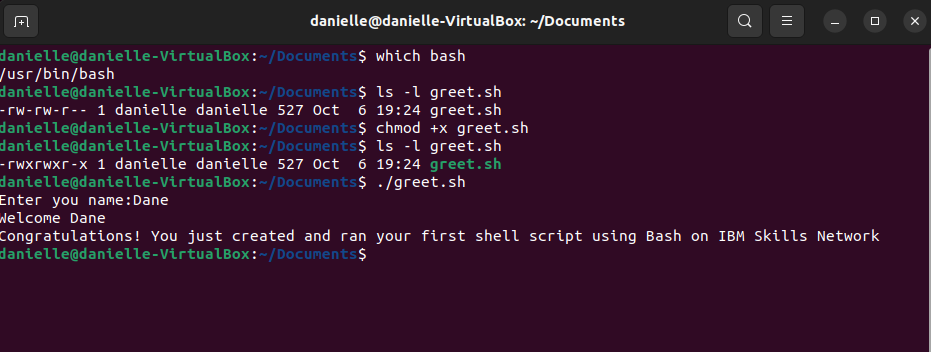 danielle@danielle-VirtualBox: ~/Documents
danielle@danielle-VirtualBox:~/Documents$ which bash
/usr/bin/bash
danielle@danielle-VirtualBox:~/Documents$ ls -l greet.sh
-rw-rw-r-- 1 danielle danielle 527 Oct  6 19:24 greet.sh
danielle@danielle-VirtualBox:~/Documents$ chmod +x greet.sh
danielle@danielle-VirtualBox:~/Documents$ ls -l greet.sh
-rwxrwxr-x 1 danielle danielle 527 Oct  6 19:24 greet.sh
danielle@danielle-VirtualBox:~/Documents$ ./greet.sh
Enter you name:Dane
Welcome Dane
Congratulations! You just created and ran your first shell script using Bash on IBM Skills Network
danielle@danielle-VirtualBox:~/Documents$